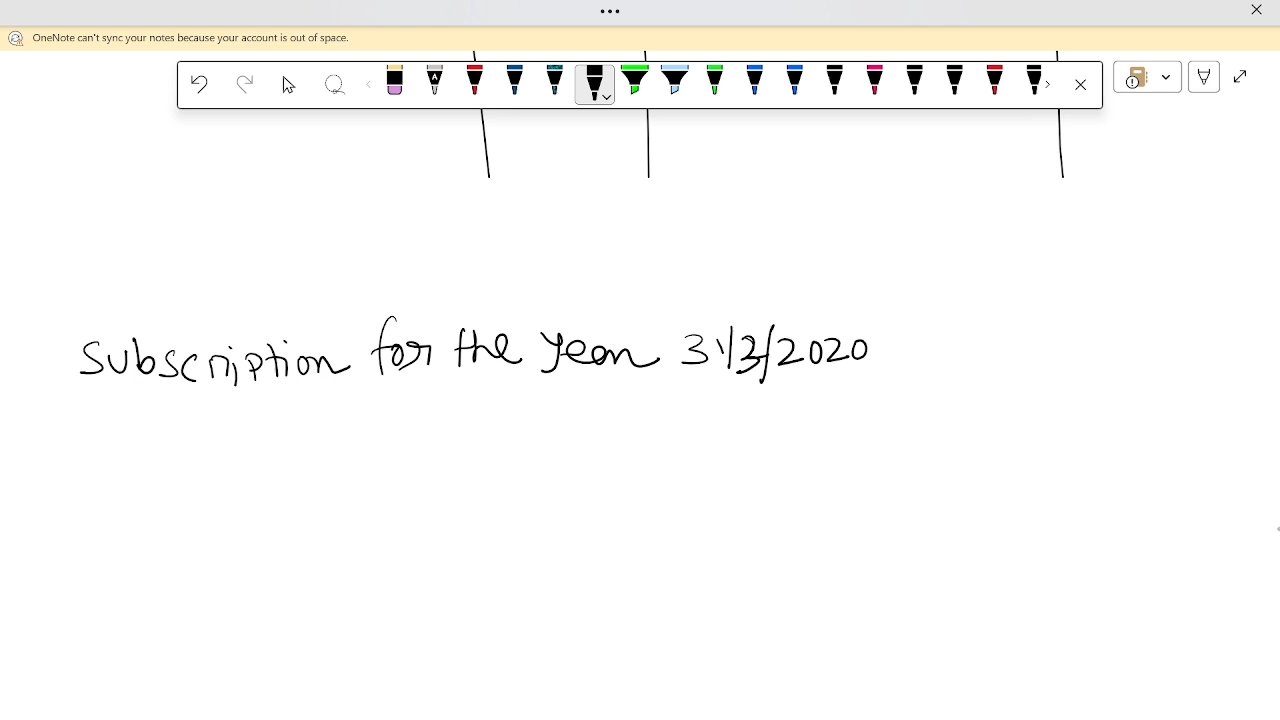 OneNote can't sync your notes because your account is out of space.
Subscription for the year 31/3/2020